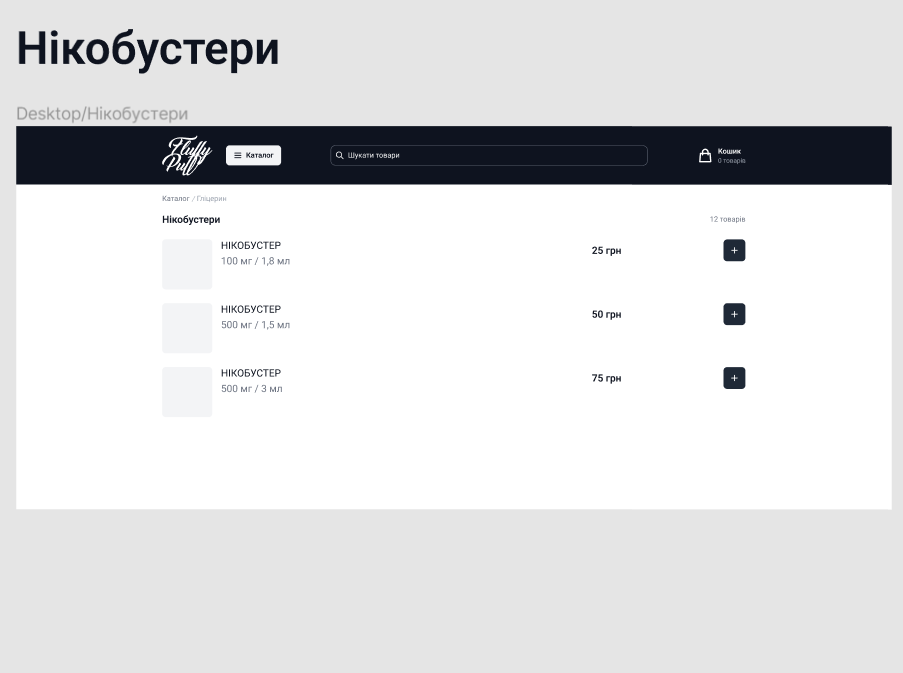 Нікобустери
Desktop/Нікобустери
Fluffy
Puff
Каталог
Шукати товари
Кошик
0 товарів
Каталог / Гліцерин
Нікобустери
12 товарів
НІКОБУСТЕР
25 грн
+
100 мг / 1,8 мл
НІКОБУСТЕР
50 грн
+
500 мг / 1,5 мл
НІКОБУСТЕР
75 грн
+
500 мг / 3 мл